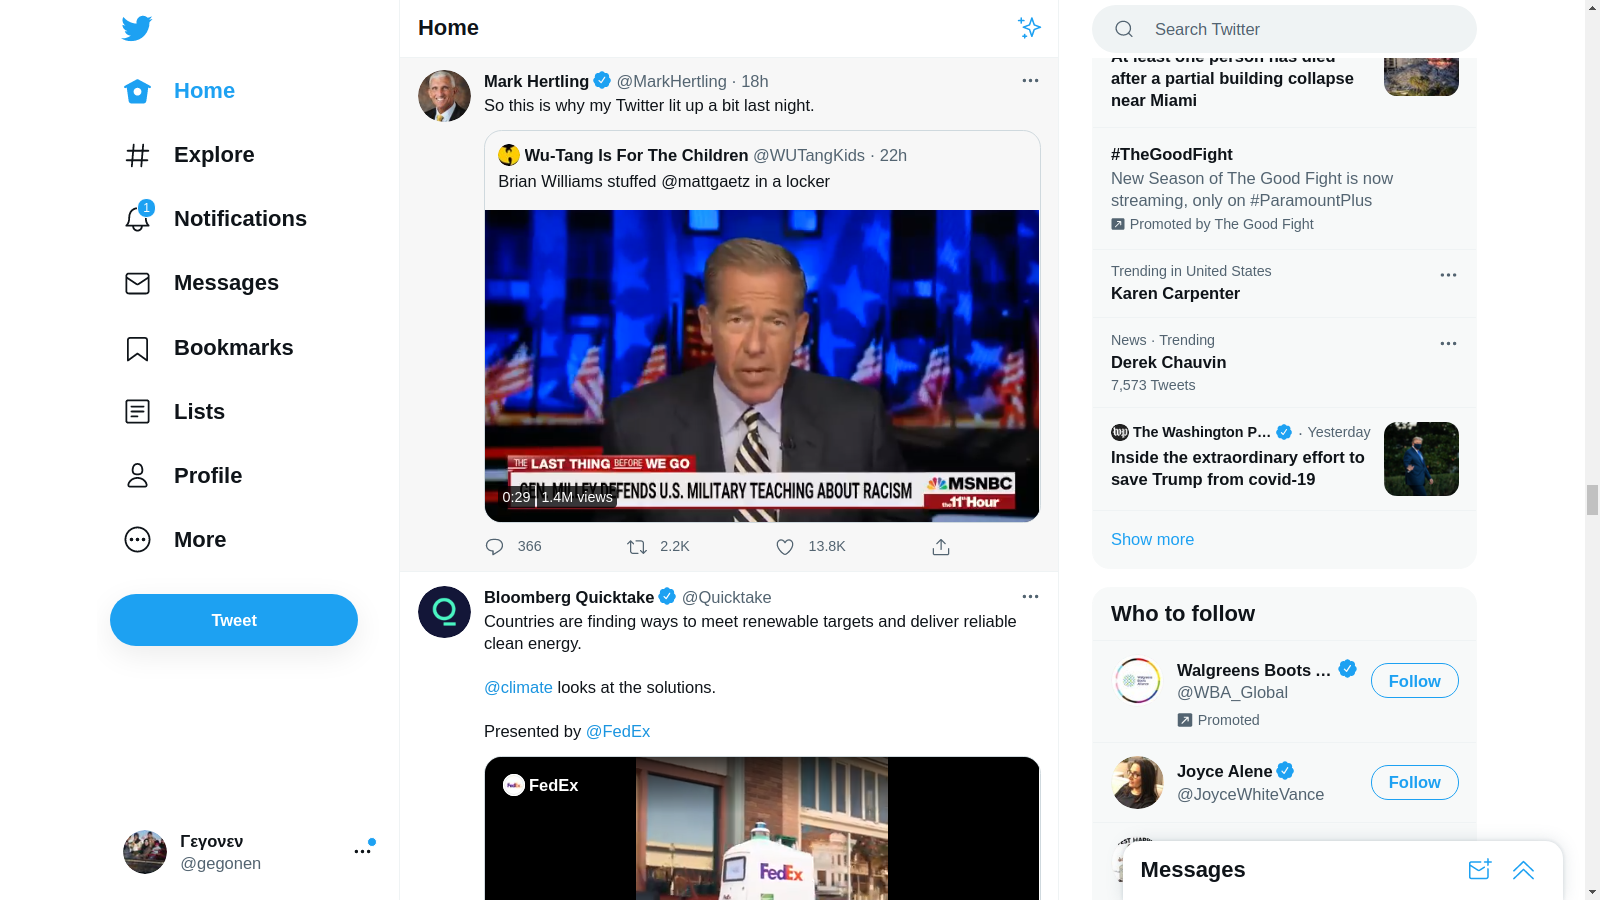 Home
Explore
1
Notifications
Messages
Bookmarks
Lists
Profile
More
Tweet
Γεγονεν
@gegonen
Home
Mark Hertling @MarkHertling · 18h
So this is why my Twitter lit up a bit last night.
Wu-Tang Is For The Children @WUTangKids · 22h
Brian Williams stuffed @mattgaetz in a locker
THE LAST THING BEFORE WE GO
GEN. MILLEY DEFENDS U.S. MILITARY TEACHING ABOUT RACISM
MSNBC
the 11th Hour
0:29 1.4M views
366 2.2K 13.8K
Bloomberg Quicktake @Quicktake
Countries are finding ways to meet renewable targets and deliver reliable
clean energy.
@climate looks at the solutions.
Presented by @FedEx
FedEx FedEx
FedEx
Search Twitter
At least one person has died
after a partial building collapse
near Miami
#TheGoodFight
New Season of The Good Fight is now
streaming, only on #ParamountPlus
Promoted by The Good Fight
Trending in United States
Karen Carpenter
News · Trending
Derek Chauvin
7,573 Tweets
wp The Washington P… · Yesterday
Inside the extraordinary effort to
save Trump from covid-19
Show more
Who to follow
Walgreens Boots …
@WBA_Global
Promoted
Follow
Joyce Alene
@JoyceWhiteVance
Follow
Messages